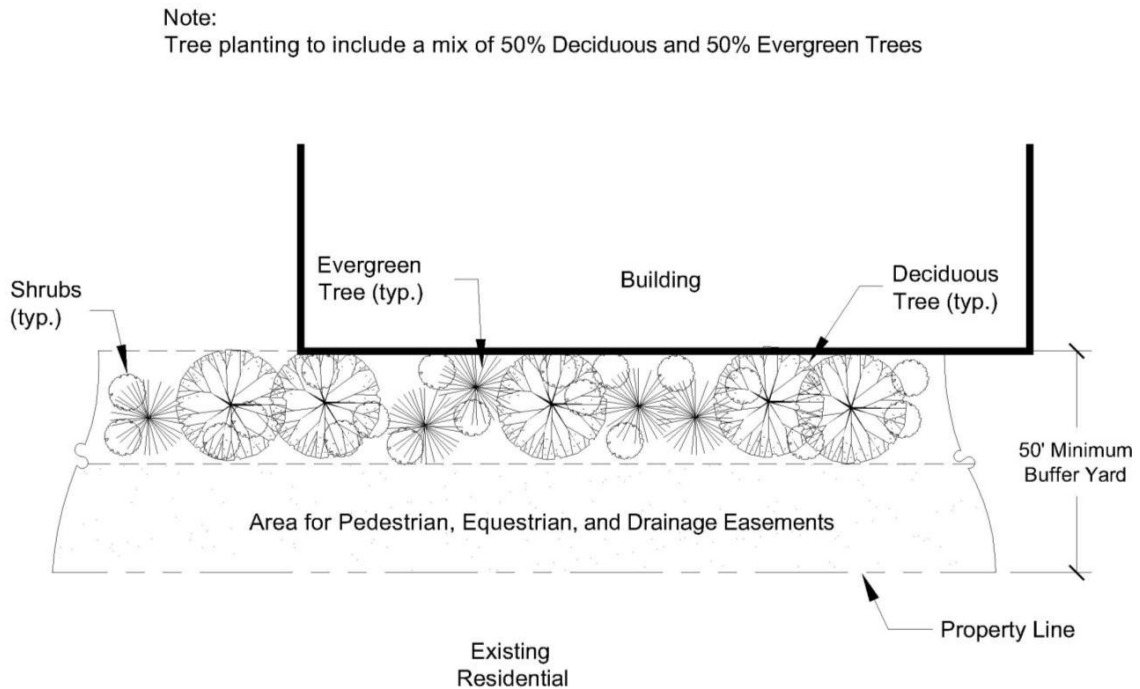 Note:
Tree planting to include a mix of 50% Deciduous and 50% Evergreen Trees
Evergreen
Tree (typ.)
Building
Deciduous
Tree (typ.)
Shrubs
(typ.)
50' Minimum
Buffer Yard
Area for Pedestrian, Equestrian, and Drainage Easements
Property Line
Existing
Residential